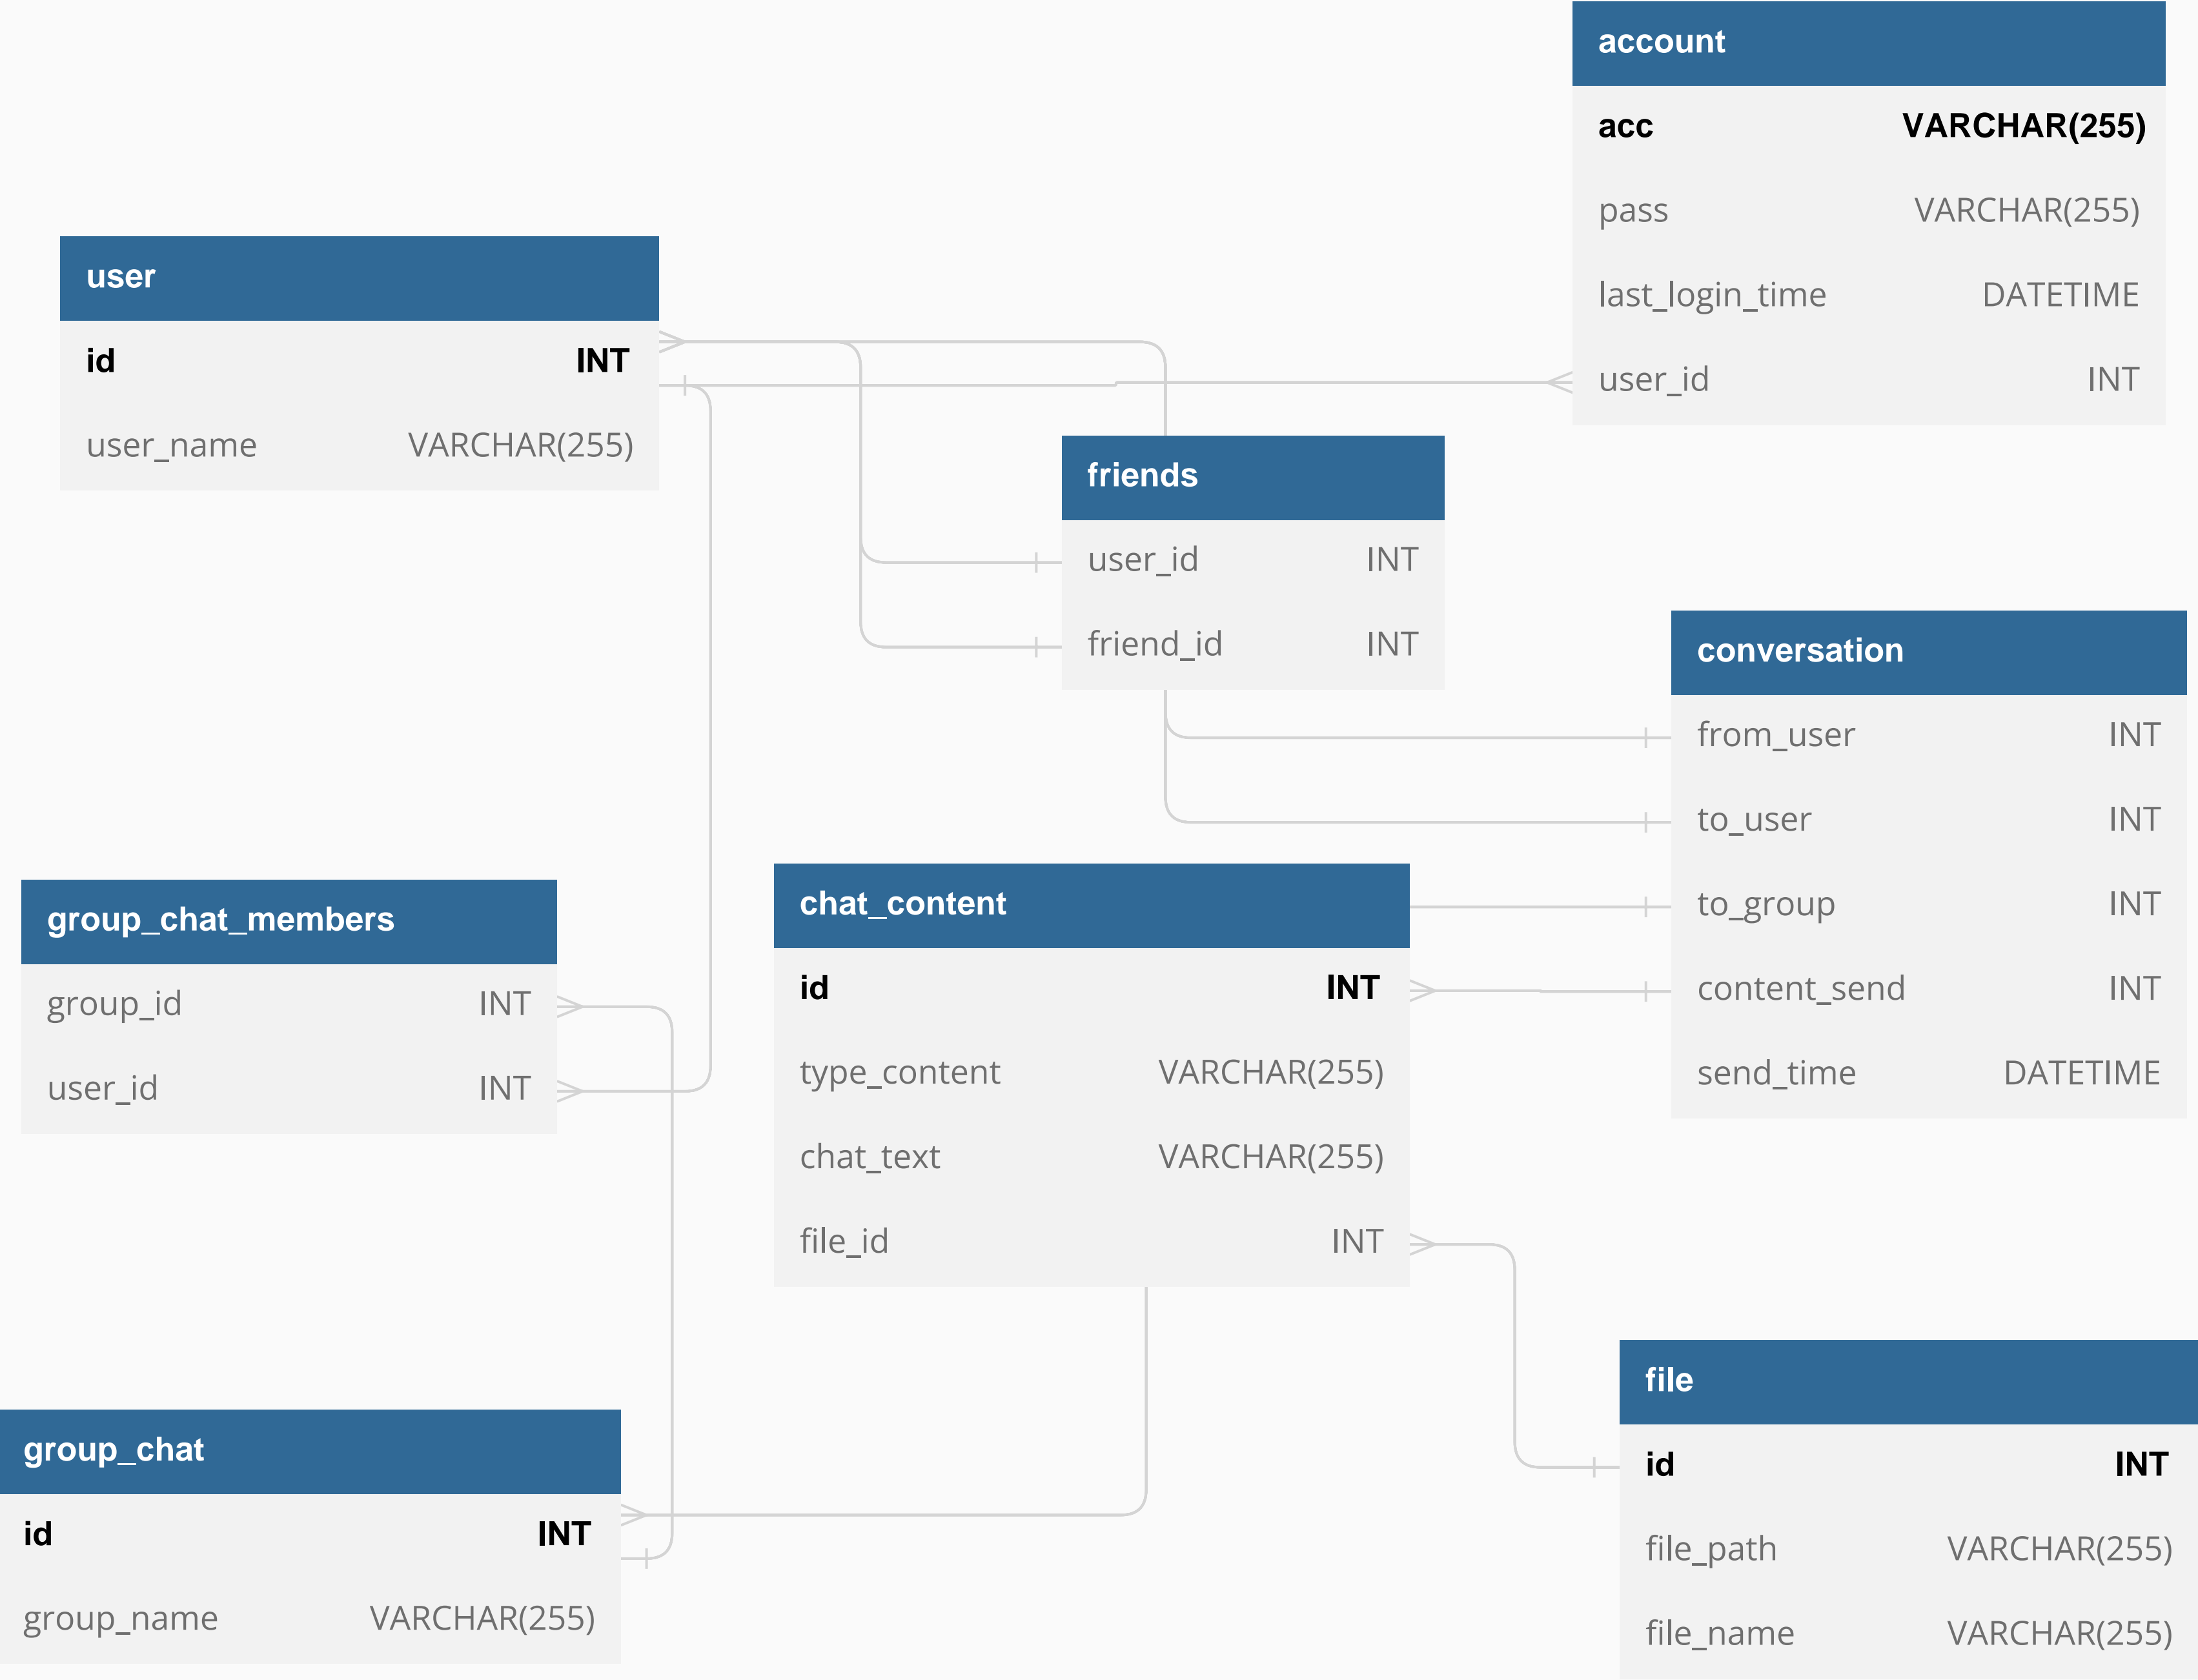 account
acc VARCHAR(255)
pass VARCHAR(255)
last_login_time DATETIME
user_id INT
user
id INT
user_name VARCHAR(255)
friends
user_id INT
friend_id INT
conversation
from_user INT
to_user INT
to_group INT
content_send INT
send_time DATETIME
group_chat_members
group_id INT
user_id INT
chat_content
id INT
type_content VARCHAR(255)
chat_text VARCHAR(255)
file_id INT
group_chat
id INT
group_name VARCHAR(255)
file
id INT
file_path VARCHAR(255)
file_name VARCHAR(255)